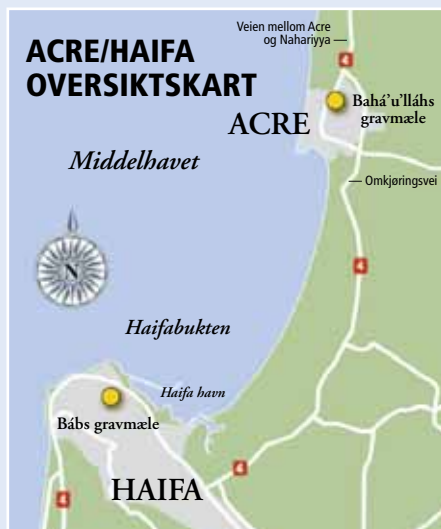 ACRE/HAIFA
OVERSIKTSKART
Veien mellom Acre
og Nahariyya
4
Bahá’u’lláhs
gravmæle
ACRE
Middelhavet
Omkjøringsvei
4
N
Haifabukten
Haifa havn
Bábs gravmæle
4
HAIFA
4
4